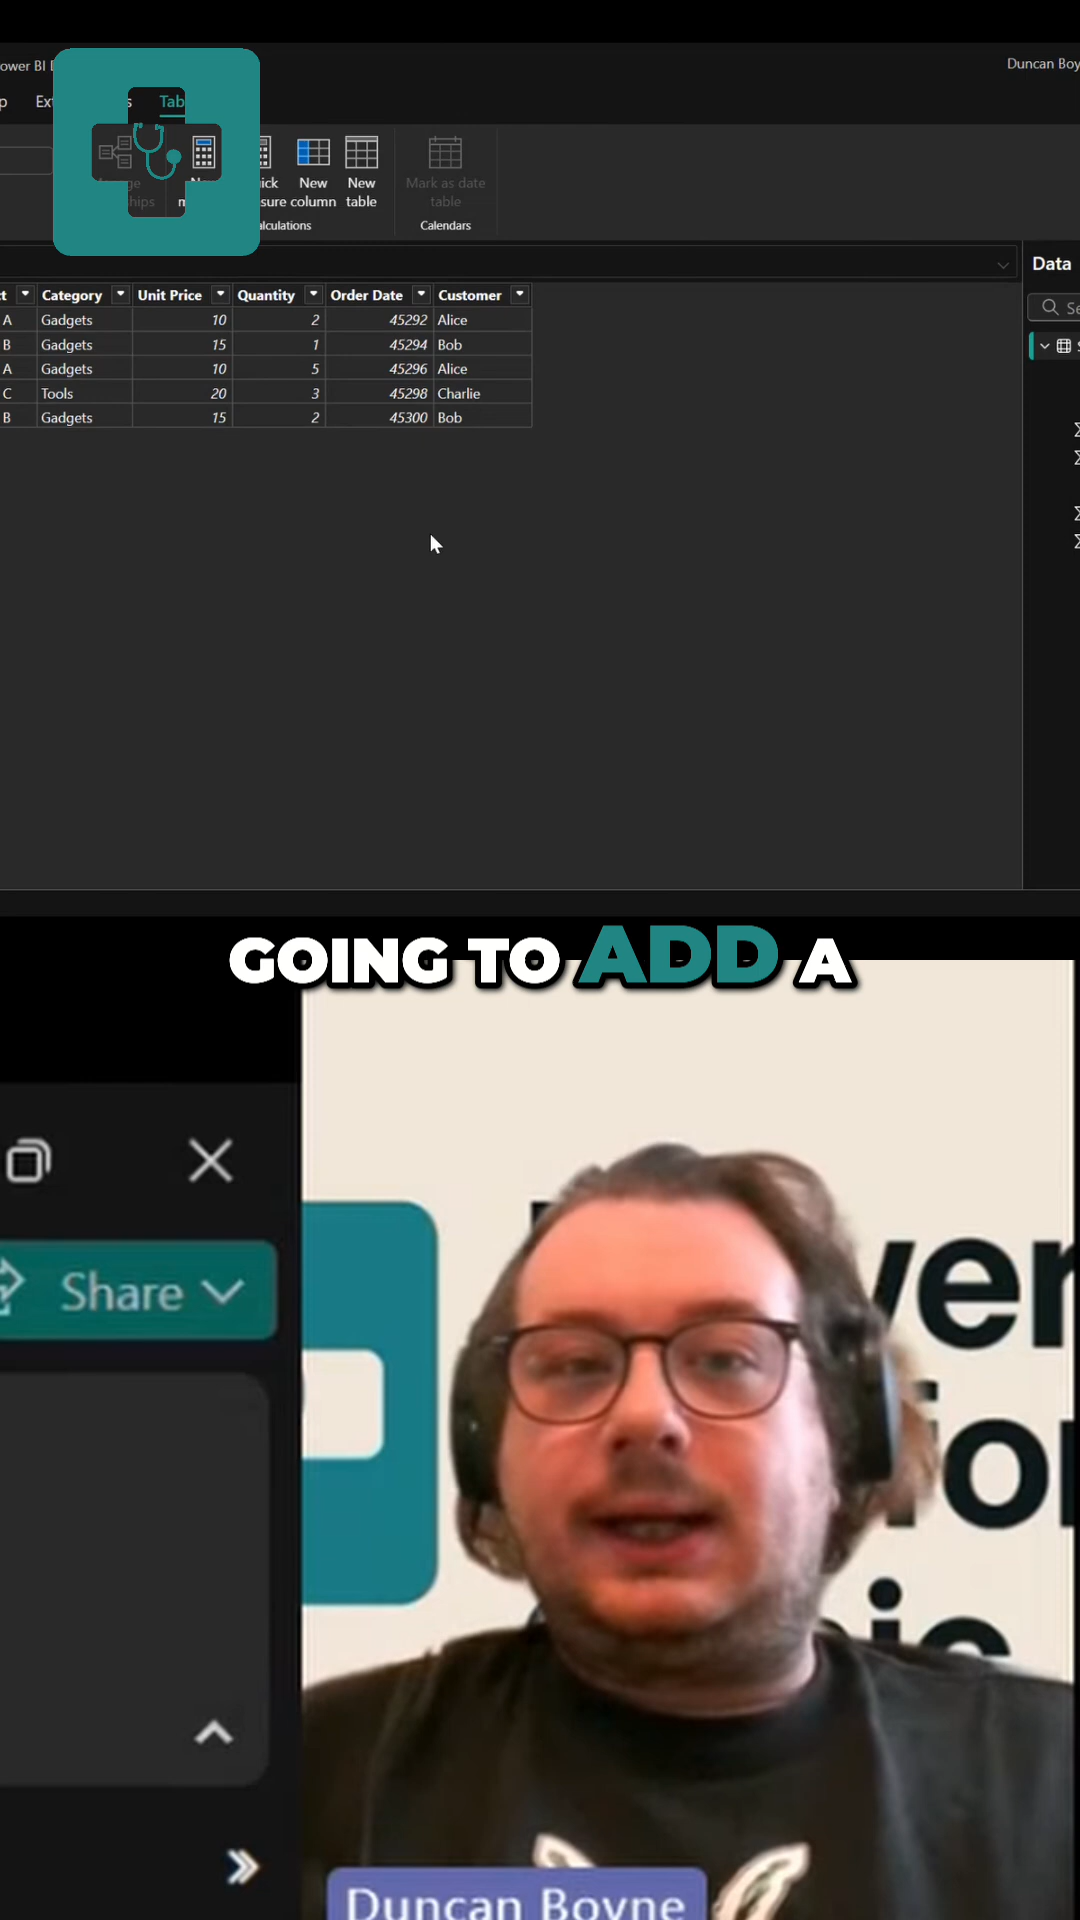 ower BI D
Duncan Boy
p Ext s Tab
New column
New table
Mark as date table
sure
Calendars
Category Unit Price Quantity Order Date Customer
A Gadgets 10 2 45292 Alice
B Gadgets 15 1 45294 Bob
A Gadgets 10 5 45296 Alice
C Tools 20 3 45298 Charlie
B Gadgets 15 2 45300 Bob
Data
Se
GOING TO ADD A
Share
Duncan Boyne